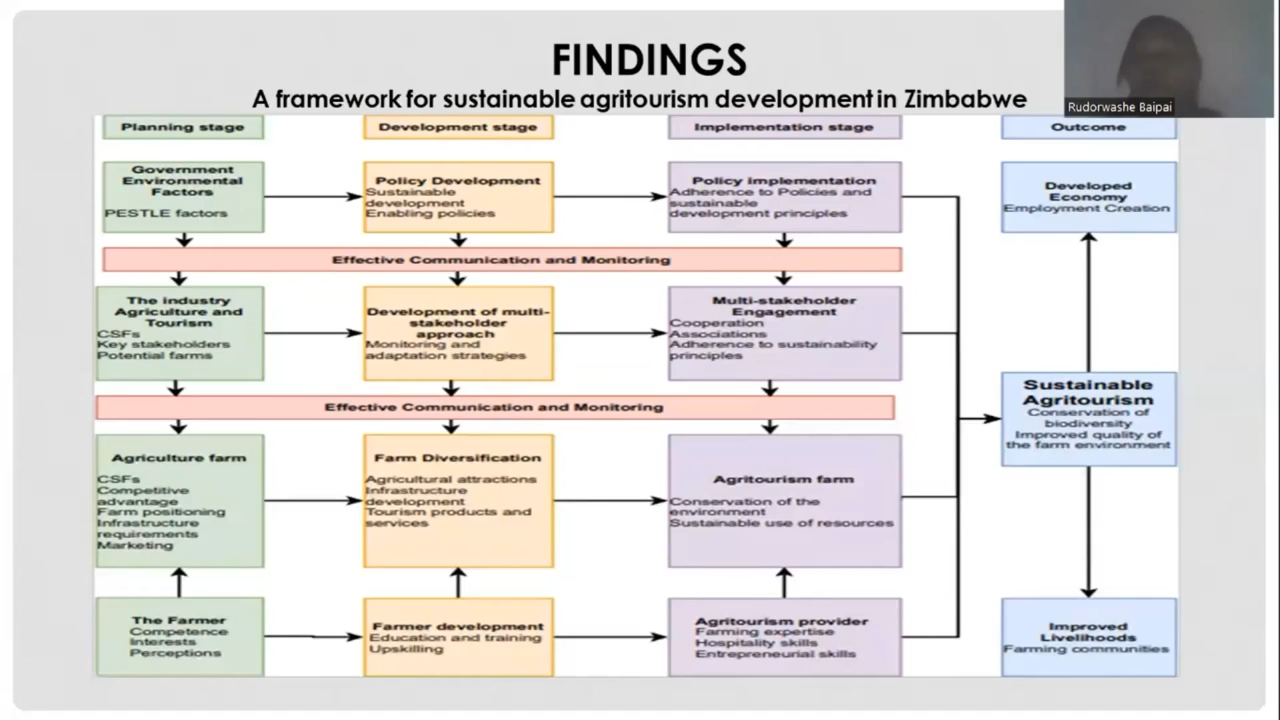 FINDINGS
A framework for sustainable agritourism development in Zimbabwe
Rudorwashe Baipai
Planning stage
Development stage
Implementation stage
Outcome
Government
Environmental
Factors
PESTLE factors
Policy Development
Sustainable
development
Enabling policies
Policy implementation
Adherence to Policies and
sustainable
development principles
Developed
Economy
Employment Creation
Effective Communication and Monitoring
The industry
Agriculture and
Tourism
CSFs
Key stakeholders
Potential farms
Development of multi-
stakeholder
approach
Monitoring and
adaptation strategies
Multi-stakeholder
Engagement
Cooperation
Associations
Adherence to sustainability
principles
Sustainable
Agritourism
Conservation of
biodiversity
Improved quality of
the farm environment
Effective Communication and Monitoring
Agriculture farm
CSFs
Competitive
advantage
Farm positioning
Infrastructure
requirements
Marketing
Farm Diversification
Agricultural attractions
Infrastructure
development
Tourism products and
services
Agritourism farm
Conservation of the
environment
Sustainable use of resources
The Farmer
Competence
Interests
Perceptions
Farmer development
Education and training
Upskilling
Agritourism provider
Farming expertise
Hospitality skills
Entrepreneurial skills
Improved
Livelihoods
Farming communities